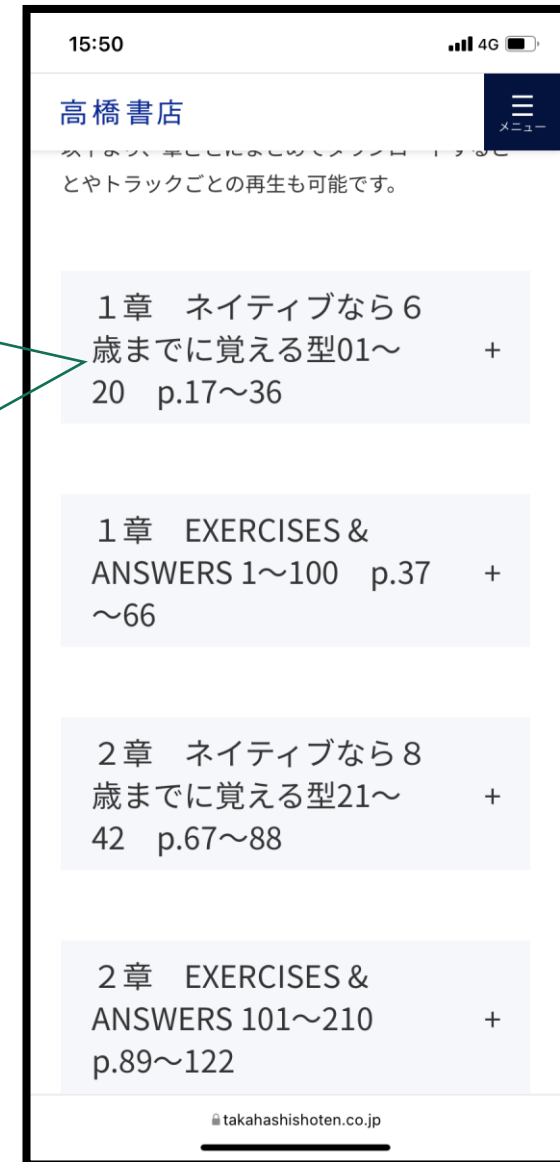 15:50
4G
高橋書店
メニュー
とやトラックごとの再生も可能です。
１章　ネイティブなら６
歳までに覚える型01～
20　p.17～36
+
１章　EXERCISES &
ANSWERS 1～100　p.37
～66
+
２章　ネイティブなら８
歳までに覚える型21～
42　p.67～88
+
２章　EXERCISES &
ANSWERS 101～210
p.89～122
+
takahashishoten.co.jp